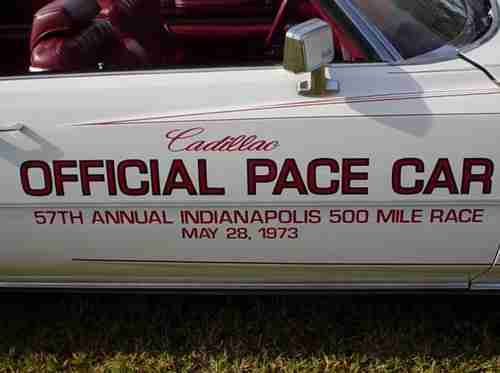 Cadillac
OFFICIAL PACE CAR
57TH ANNUAL INDIANAPOLIS 500 MILE RACE
MAY 28, 1973